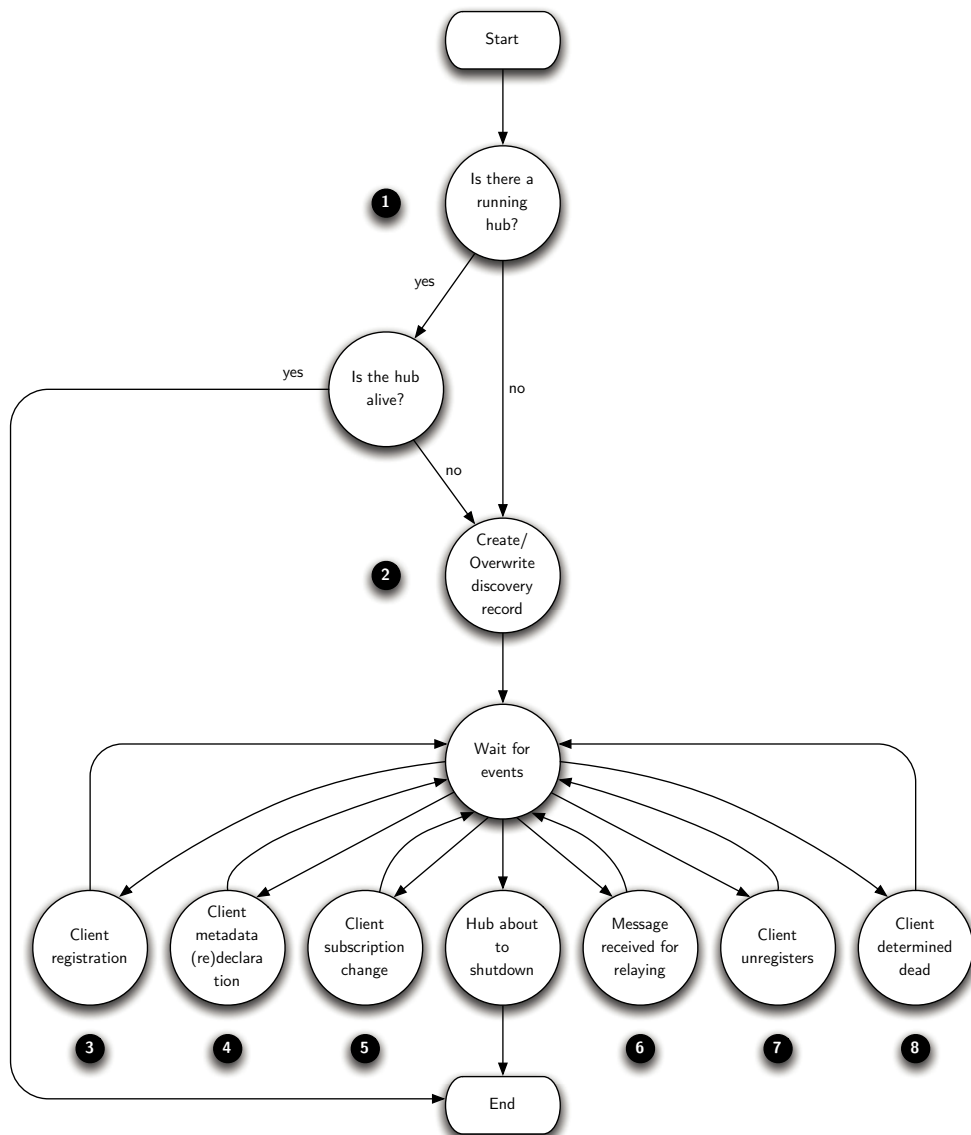 Start
Is there a
running
hub?
1
yes
Is the hub
alive?
yes
no
no
Create/
Overwrite
discovery
record
2
Wait for
events
Client
registration
Client
metadata
(re)declara
tion
Client
subscription
change
Hub about
to
shutdown
Message
received for
relaying
Client
unregisters
Client
determined
dead
3
4
5
6
7
8
End